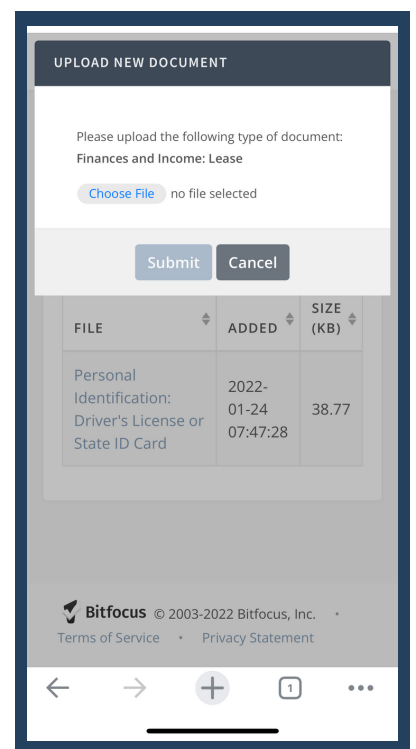 UPLOAD NEW DOCUMENT
Please upload the following type of document:
Finances and Income: Lease
Choose File no file selected
Submit Cancel
FILE ADDED SIZE (KB)
Personal
Identification:
Driver's License or
State ID Card
2022-
01-24
07:47:28
38.77
Bitfocus © 2003-2022 Bitfocus, Inc. •
Terms of Service • Privacy Statement
1